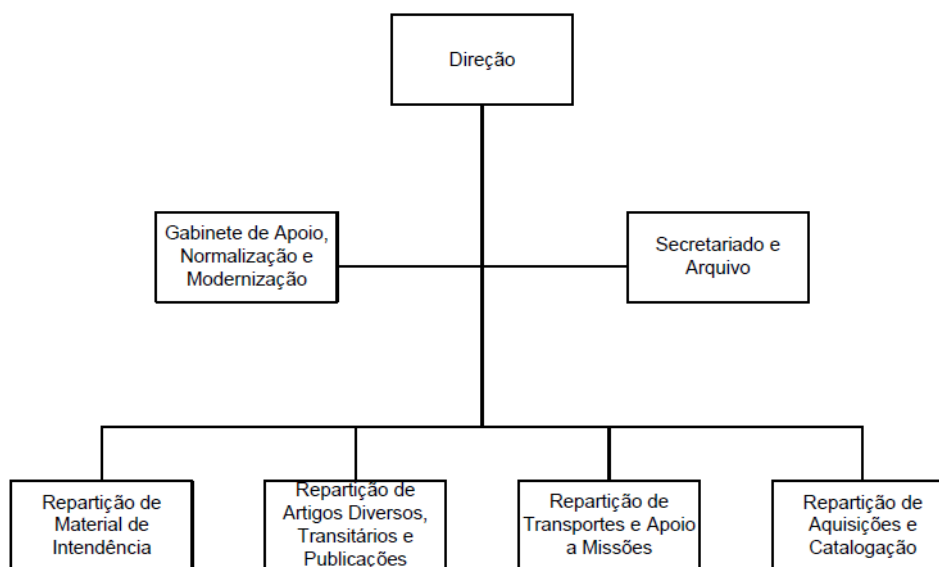 Direção
Gabinete de Apoio,
Normalização e
Modernização
Secretariado e
Arquivo
Repartição de
Material de
Intendência
Repartição de
Artigos Diversos,
Transitários e
Publicações
Repartição de
Transportes e Apoio
a Missões
Repartição de
Aquisições e
Catalogação